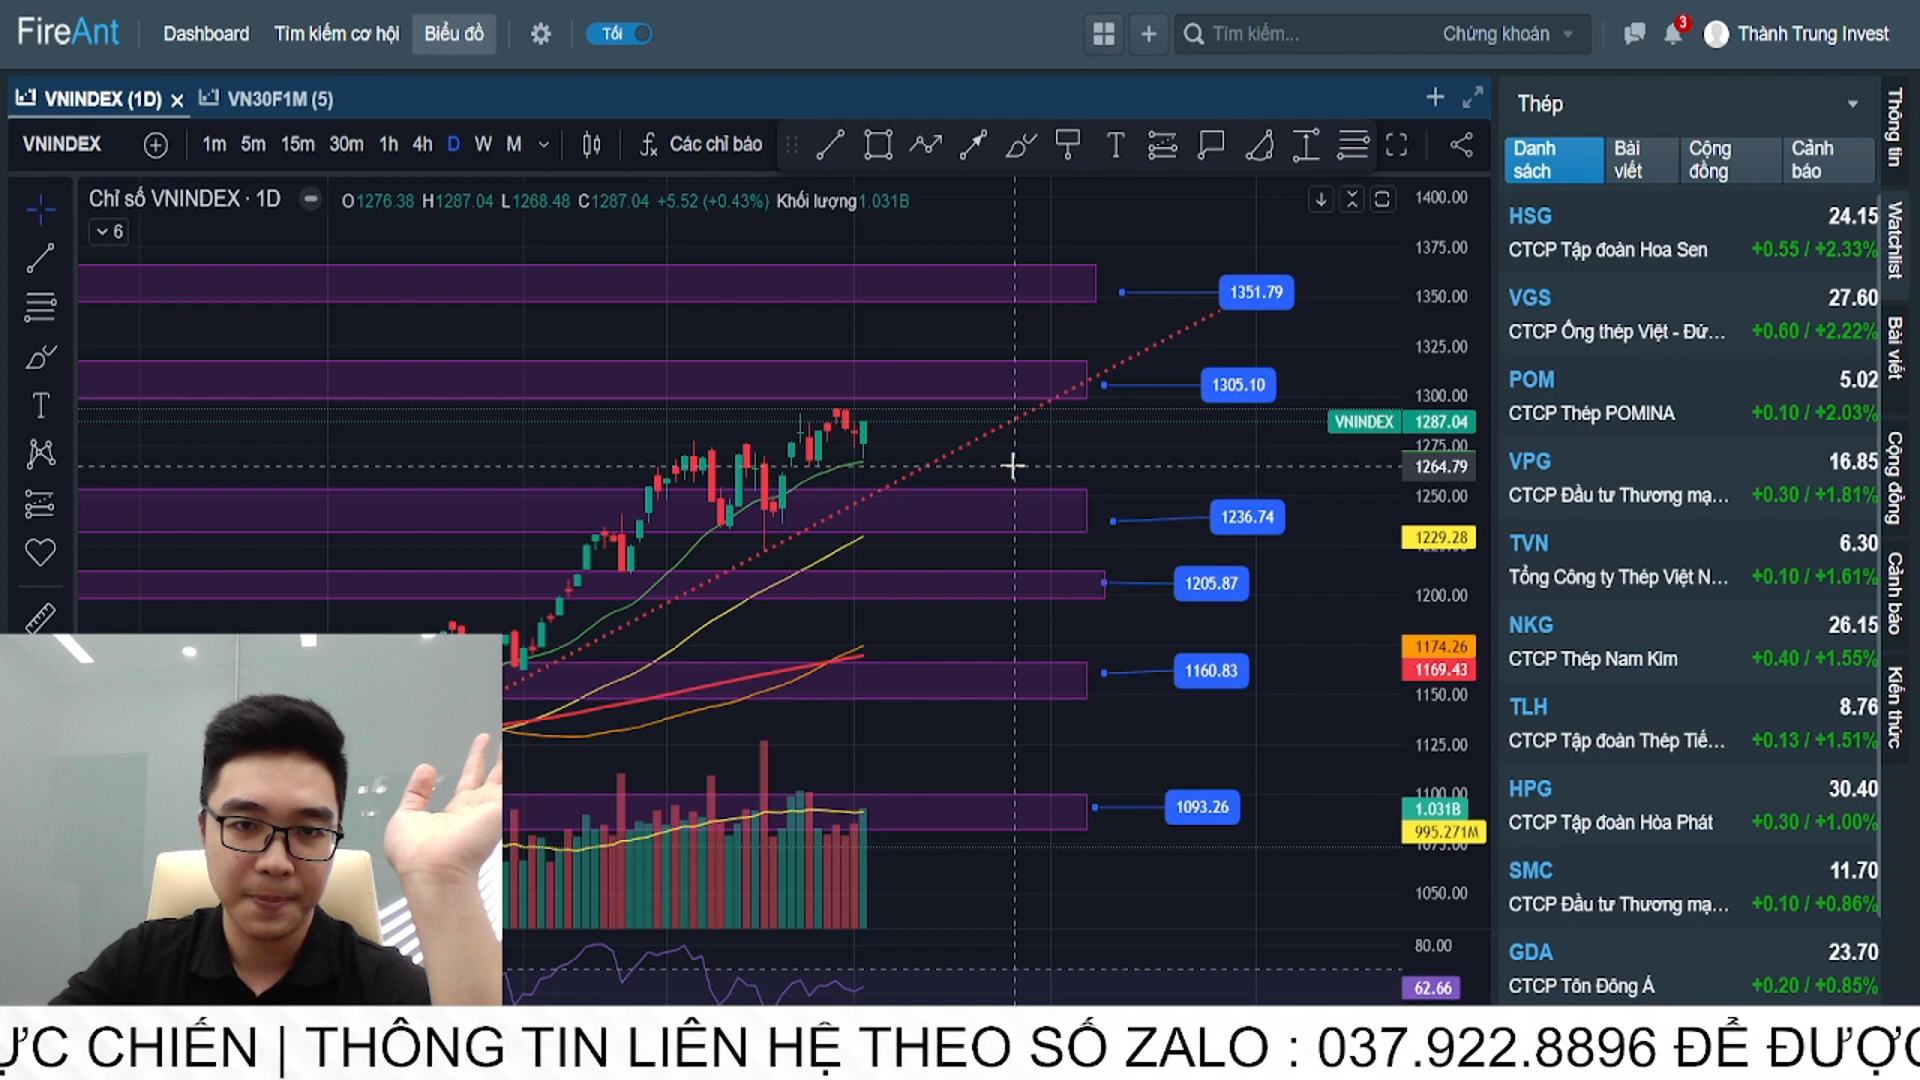 FireAnt
Dashboard Tìm kiếm cơ hội Biểu đồ Tối Tìm kiếm... Chứng khoán 3 Thành Trung Invest
VNINDEX (1D) VN30F1M (5)
VNINDEX 1m 5m 15m 30m 1h 4h D W M Các chỉ báo
Chỉ số VNINDEX · 1D O1276.38 H1287.04 L1268.48 C1287.04 +5.52 (+0.43%) Khối lượng 1.031B
6
1351.79
1305.10
1236.74
1205.87
1160.83
1093.26
1400.00
1375.00
1350.00
1325.00
1300.00
VNINDEX 1287.04
1275.00
1264.79
1250.00
1229.28
1200.00
1174.26
1169.43
1150.00
1125.00
1100.00
1.031B
995.271M
1075.00
1050.00
80.00
62.66
Thép
Danh sách
Bài viết
Cộng đồng
Cảnh báo
HSG 24.15
CTCP Tập đoàn Hoa Sen +0.55 / +2.33%
VGS 27.60
CTCP Ống thép Việt - Đứ... +0.60 / +2.22%
POM 5.02
CTCP Thép POMINA +0.10 / +2.03%
VPG 16.85
CTCP Đầu tư Thương mạ... +0.30 / +1.81%
TVN 6.30
Tổng Công ty Thép Việt N... +0.10 / +1.61%
NKG 26.15
CTCP Thép Nam Kim +0.40 / +1.55%
TLH 8.76
CTCP Tập đoàn Thép Tiế... +0.13 / +1.51%
HPG 30.40
CTCP Tập đoàn Hòa Phát +0.30 / +1.00%
SMC 11.70
CTCP Đầu tư Thương mạ... +0.10 / +0.86%
GDA 23.70
CTCP Tôn Đông Á +0.20 / +0.85%
Thông tin
Watchlist
Bài viết
Cộng đồng
Cảnh báo
Kiến thức
ỰC CHIẾN | THÔNG TIN LIÊN HỆ THEO SỐ ZALO : 037.922.8896 ĐỂ ĐƯỢC